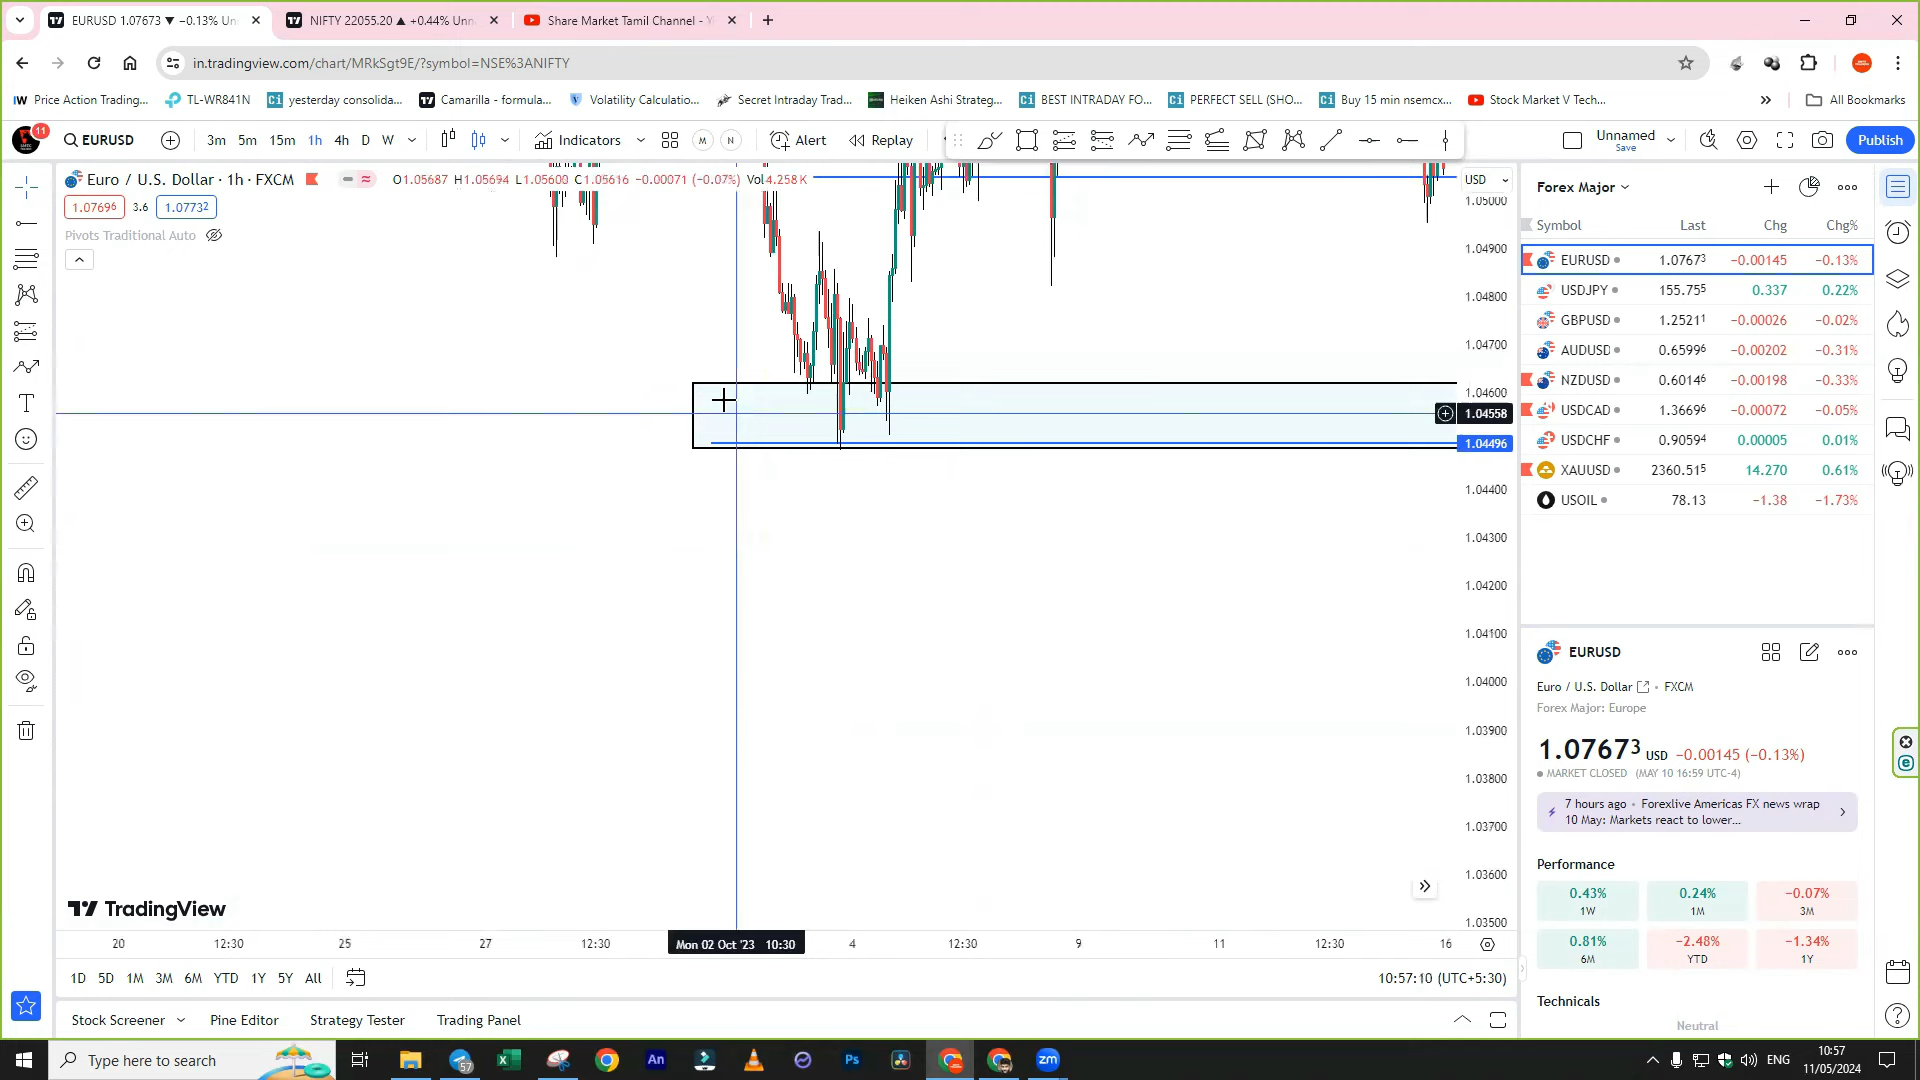 EURUSD 1.07673 ▼ −0.13% Un
NIFTY 22055.20 ▲ +0.44% Unn
Share Market Tamil Channel - Y
in.tradingview.com/chart/MRkSgt9E/?symbol=NSE%3ANIFTY
IW Price Action Trading...
TL-WR841N
Ci yesterday consolida...
Camarilla - formula...
Volatility Calculatio...
Secret Intraday Trad...
Heiken Ashi Strateg...
Ci BEST INTRADAY FO...
Ci PERFECT SELL (SHO...
Ci Buy 15 min nsemcx...
Stock Market V Tech...
All Bookmarks
11
EURUSD
3m 5m 15m 1h 4h D W
Indicators
M N
Alert
Replay
Unnamed
Save
Publish
Euro / U.S. Dollar · 1h · FXCM
O1.05687 H1.05694 L1.05600 C1.05616 −0.00071 (−0.07%) Vol4.258K
1.07696 3.6 1.07732
Pivots Traditional Auto
USD
1.05000
1.04900
1.04800
1.04700
1.04600
1.04558
1.04496
1.04400
1.04300
1.04200
1.04100
1.04000
1.03900
1.03800
1.03700
1.03600
1.03500
TradingView
20 12:30 25 27 12:30 Mon 02 Oct '23 10:30 4 12:30 9 11 12:30 16
1D 5D 1M 3M 6M YTD 1Y 5Y All
10:57:10 (UTC+5:30)
Stock Screener
Pine Editor
Strategy Tester
Trading Panel
Forex Major
Symbol Last Chg Chg%
EURUSD 1.07673 −0.00145 −0.13%
USDJPY 155.755 0.337 0.22%
GBPUSD 1.25211 −0.00026 −0.02%
AUDUSD 0.65996 −0.00202 −0.31%
NZDUSD 0.60146 −0.00198 −0.33%
USDCAD 1.36696 −0.00072 −0.05%
USDCHF 0.90594 0.00005 0.01%
XAUUSD 2360.515 14.270 0.61%
USOIL 78.13 −1.38 −1.73%
EURUSD
Euro / U.S. Dollar • FXCM
Forex Major: Europe
1.07673 USD −0.00145 (−0.13%)
MARKET CLOSED (MAY 10 16:59 UTC-4)
7 hours ago • Forexlive Americas FX news wrap
10 May: Markets react to lower...
Performance
0.43% 0.24% −0.07%
1W 1M 3M
0.81% −2.48% −1.34%
6M YTD 1Y
Technicals
Neutral
Type here to search
57
An
Ps
zm
ENG
10:57
11/05/2024